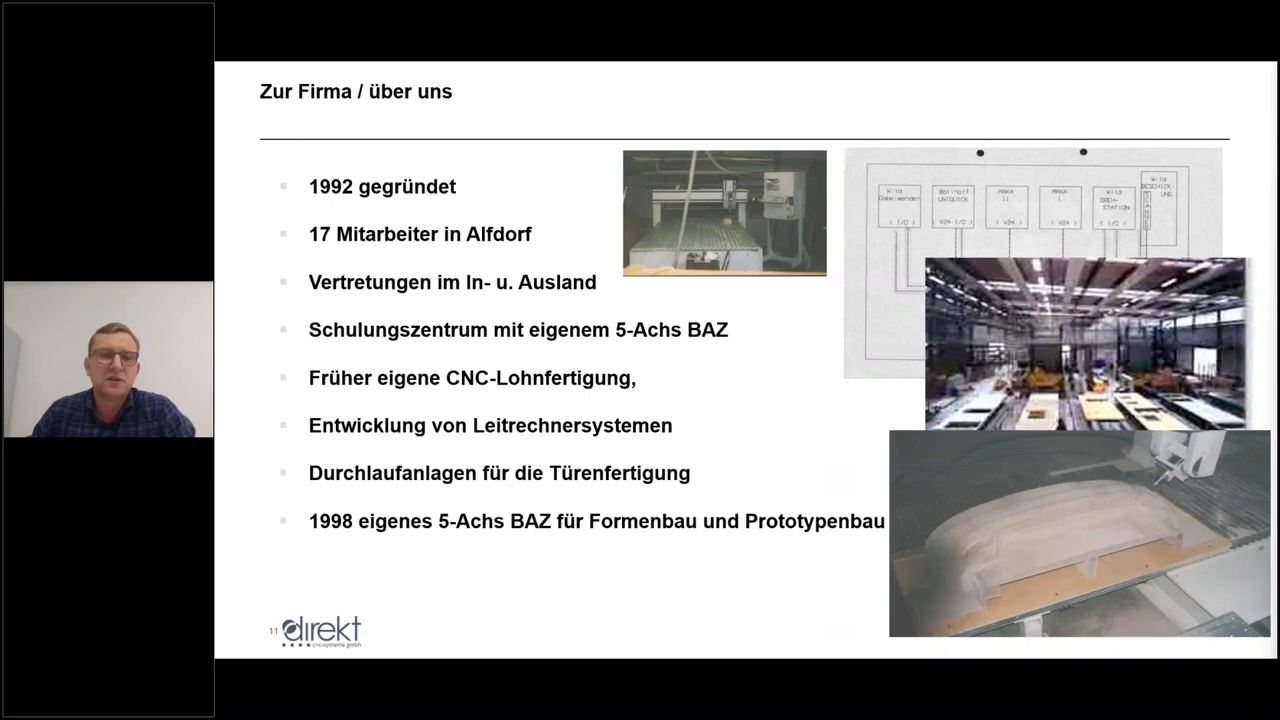 Zur Firma / über uns
1992 gegründet
17 Mitarbeiter in Alfdorf
Vertretungen im In- u. Ausland
Schulungszentrum mit eigenem 5-Achs BAZ
Früher eigene CNC-Lohnfertigung,
Entwicklung von Leitrechnersystemen
Durchlaufanlagen für die Türenfertigung
1998 eigenes 5-Achs BAZ für Formenbau und Prototypenbau
Wild
( I/O )
Böllhoff
UNIQUICK
( V24-I/O )
MAKA
II
( V24 )
MAKA
I
( V24 )
Wild
DREH-
STATION
( I/O )
Wild
BESCHICK-
UNG
11
direkt
cnc-systeme gmbh